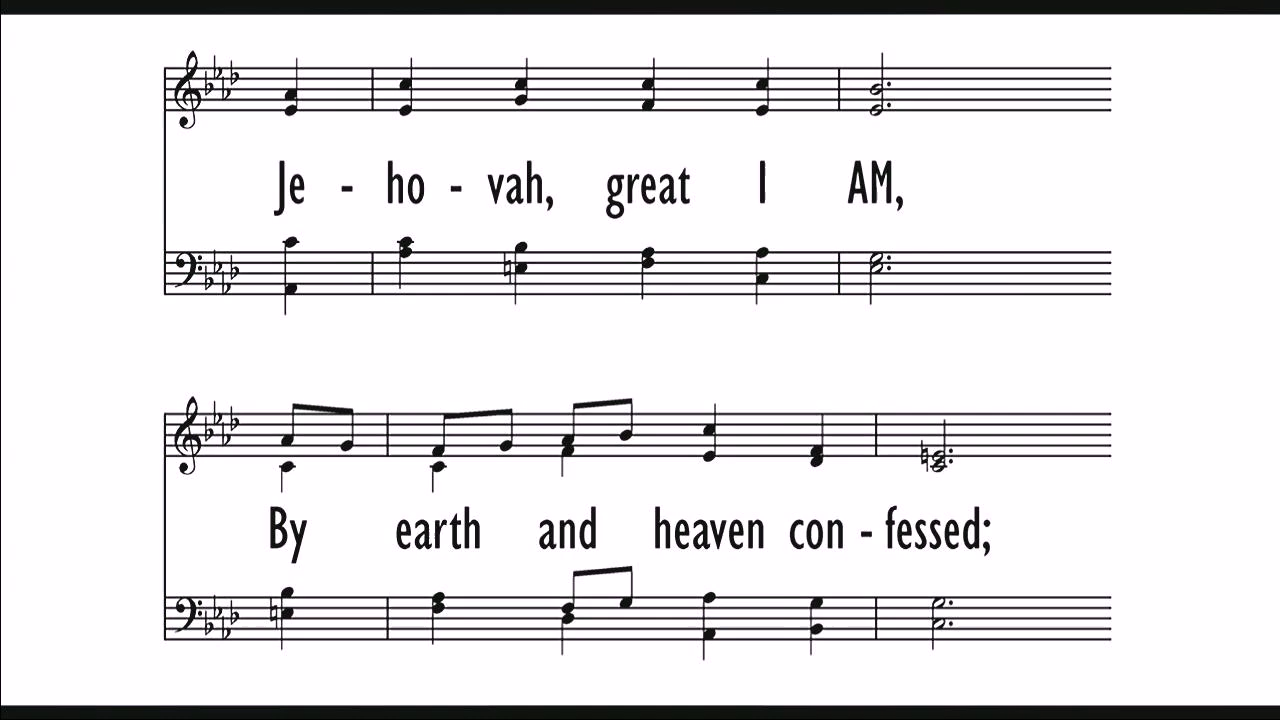 Je - ho - vah, great I AM,
By earth and heaven con - fessed;